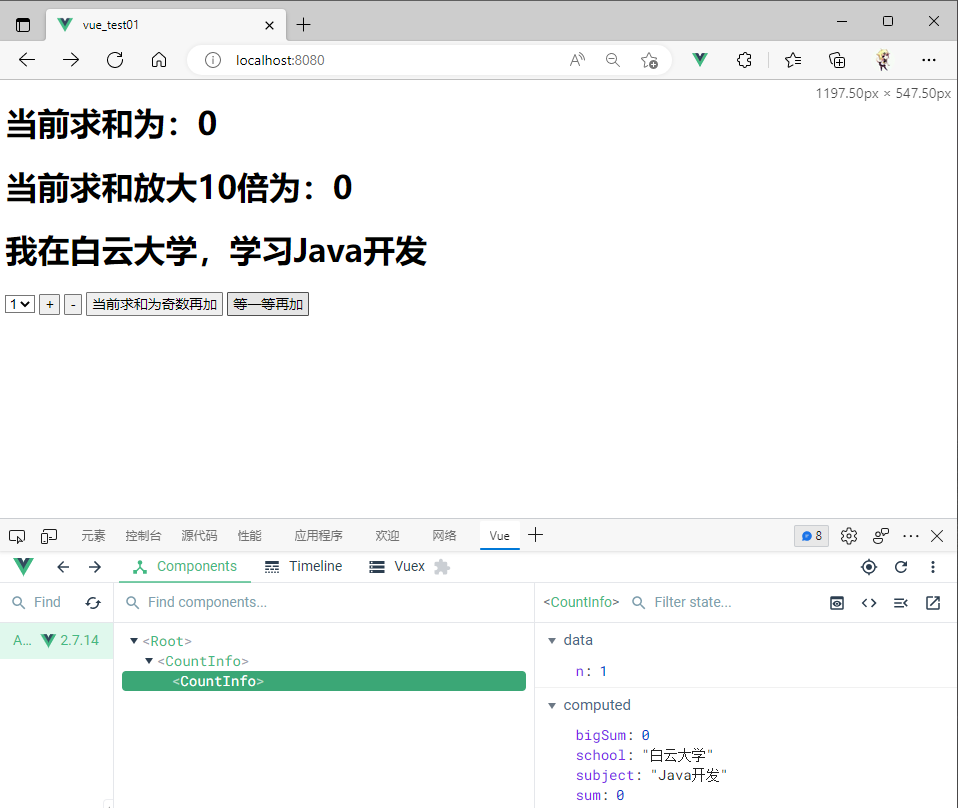 vue_test01
localhost:8080
1197.50px × 547.50px
当前求和为：0
当前求和放大10倍为：0
我在白云大学，学习Java开发
1 + - 当前求和为奇数再加 等一等再加
元素 控制台 源代码 性能 应用程序 欢迎 网络 Vue 8
Components Timeline Vuex
Find Find components... <CountInfo> Filter state...
A... 2.7.14
<Root>
<CountInfo>
<CountInfo>
data
n: 1
computed
bigSum: 0
school: "白云大学"
subject: "Java开发"
sum: 0